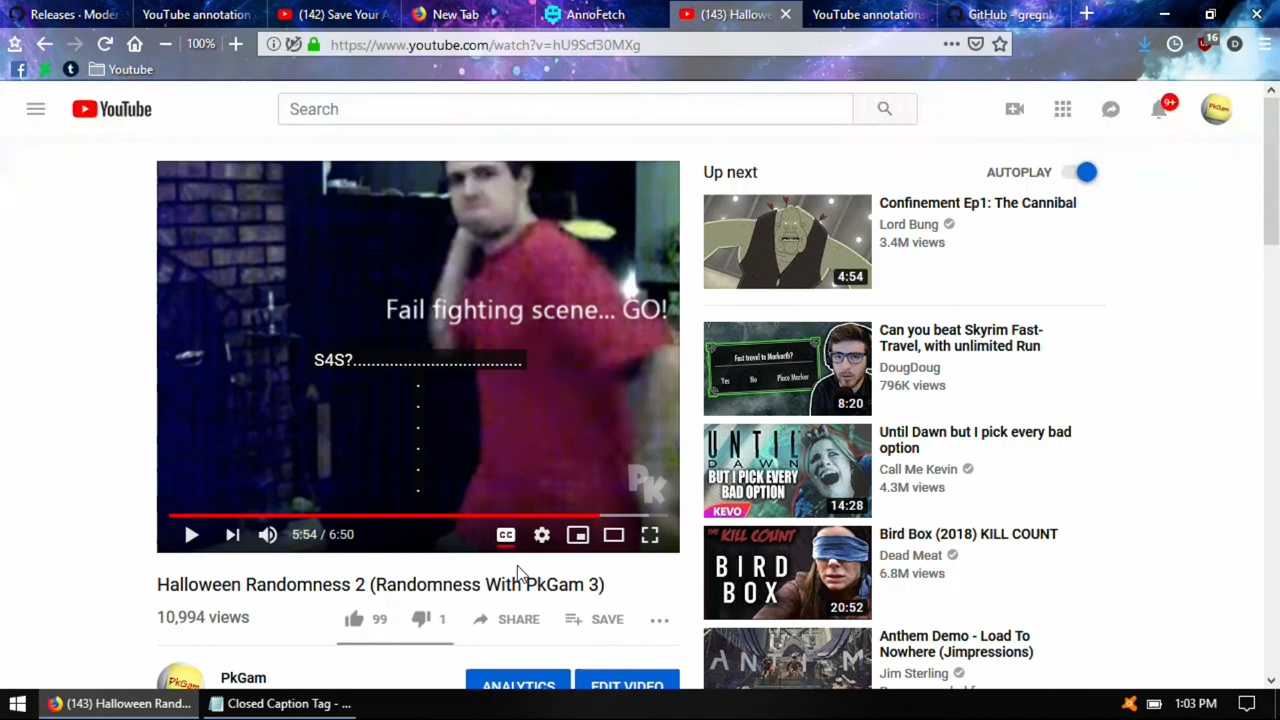 Releases · Moder
YouTube annotation
(142) Save Your A
New Tab
AnnoFetch
(143) Hallowe
YouTube annotations
GitHub - gregnk
100%
https://www.youtube.com/watch?v=hU9Scf30MXg
16
D
Youtube
YouTube
Search
9+
PkGam
Fail fighting scene... GO!
S4S?..................................
.
.
.
.
.
.
PK
5:54 / 6:50
CC
Halloween Randomness 2 (Randomness With PkGam 3)
10,994 views
99
1
SHARE
SAVE
PkGam
PkGam
ANALYTICS
EDIT VIDEO
Up next
AUTOPLAY
Confinement Ep1: The Cannibal
Lord Bung
3.4M views
4:54
Fast travel to Markarth?
Yes No Place Marker
8:20
Can you beat Skyrim Fast-
Travel, with unlimited Run
DougDoug
796K views
UNTIL
DAWN
BUT I PICK EVERY
BAD OPTION
KEVO
14:28
Until Dawn but I pick every bad
option
Call Me Kevin
4.3M views
THE KILL COUNT
BIRD
BOX
20:52
Bird Box (2018) KILL COUNT
Dead Meat
6.8M views
ANTHEM
Anthem Demo - Load To
Nowhere (Jimpressions)
Jim Sterling
(143) Halloween Rand...
Closed Caption Tag - ...
1:03 PM